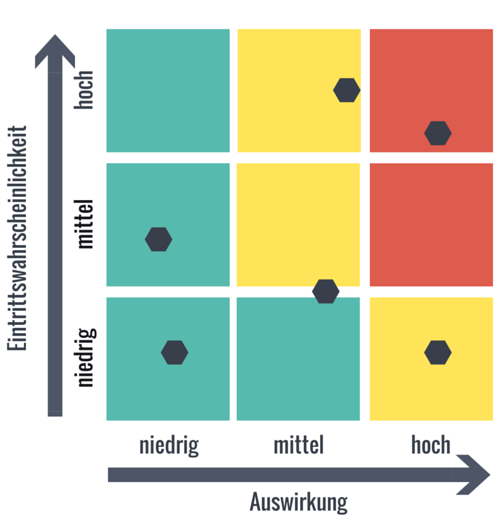 Eintrittswahrscheinlichkeit
hoch
mittel
niedrig
niedrig
mittel
hoch
Auswirkung